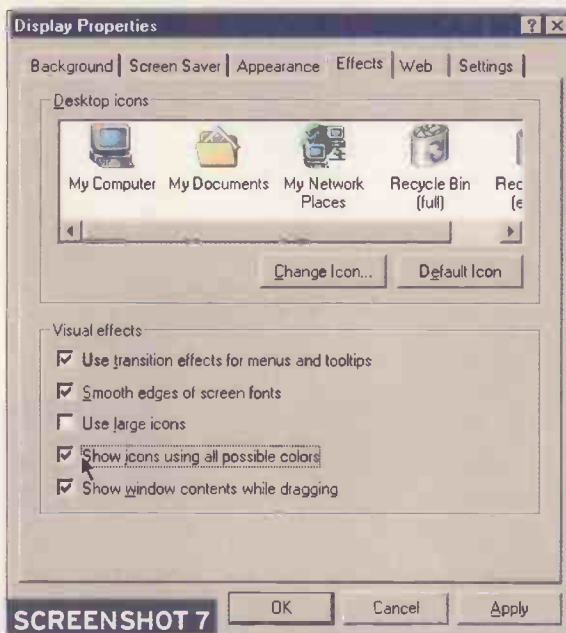 Display Properties
Background Screen Saver Appearance Effects Web Settings
Desktop icons
My Computer My Documents My Network Places Recycle Bin (full) Rec (e
Change Icon... Default Icon
Visual effects
Use transition effects for menus and tooltips
Smooth edges of screen fonts
Use large icons
Show icons using all possible colors
Show window contents while dragging
OK Cancel Apply
SCREENSHOT 7